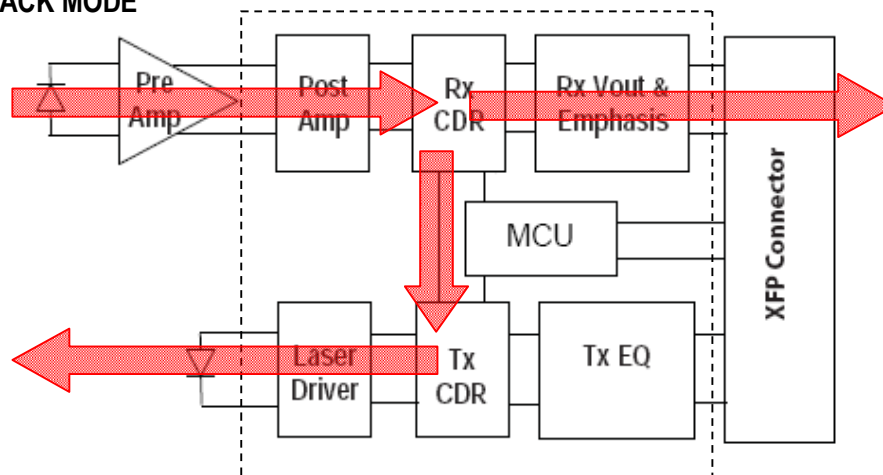 ACK MODE
Pre
Amp
Post
Amp
Rx
CDR
Rx Vout &
Emphasis
MCU
XFP Connector
Laser
Driver
Tx
CDR
Tx EQ